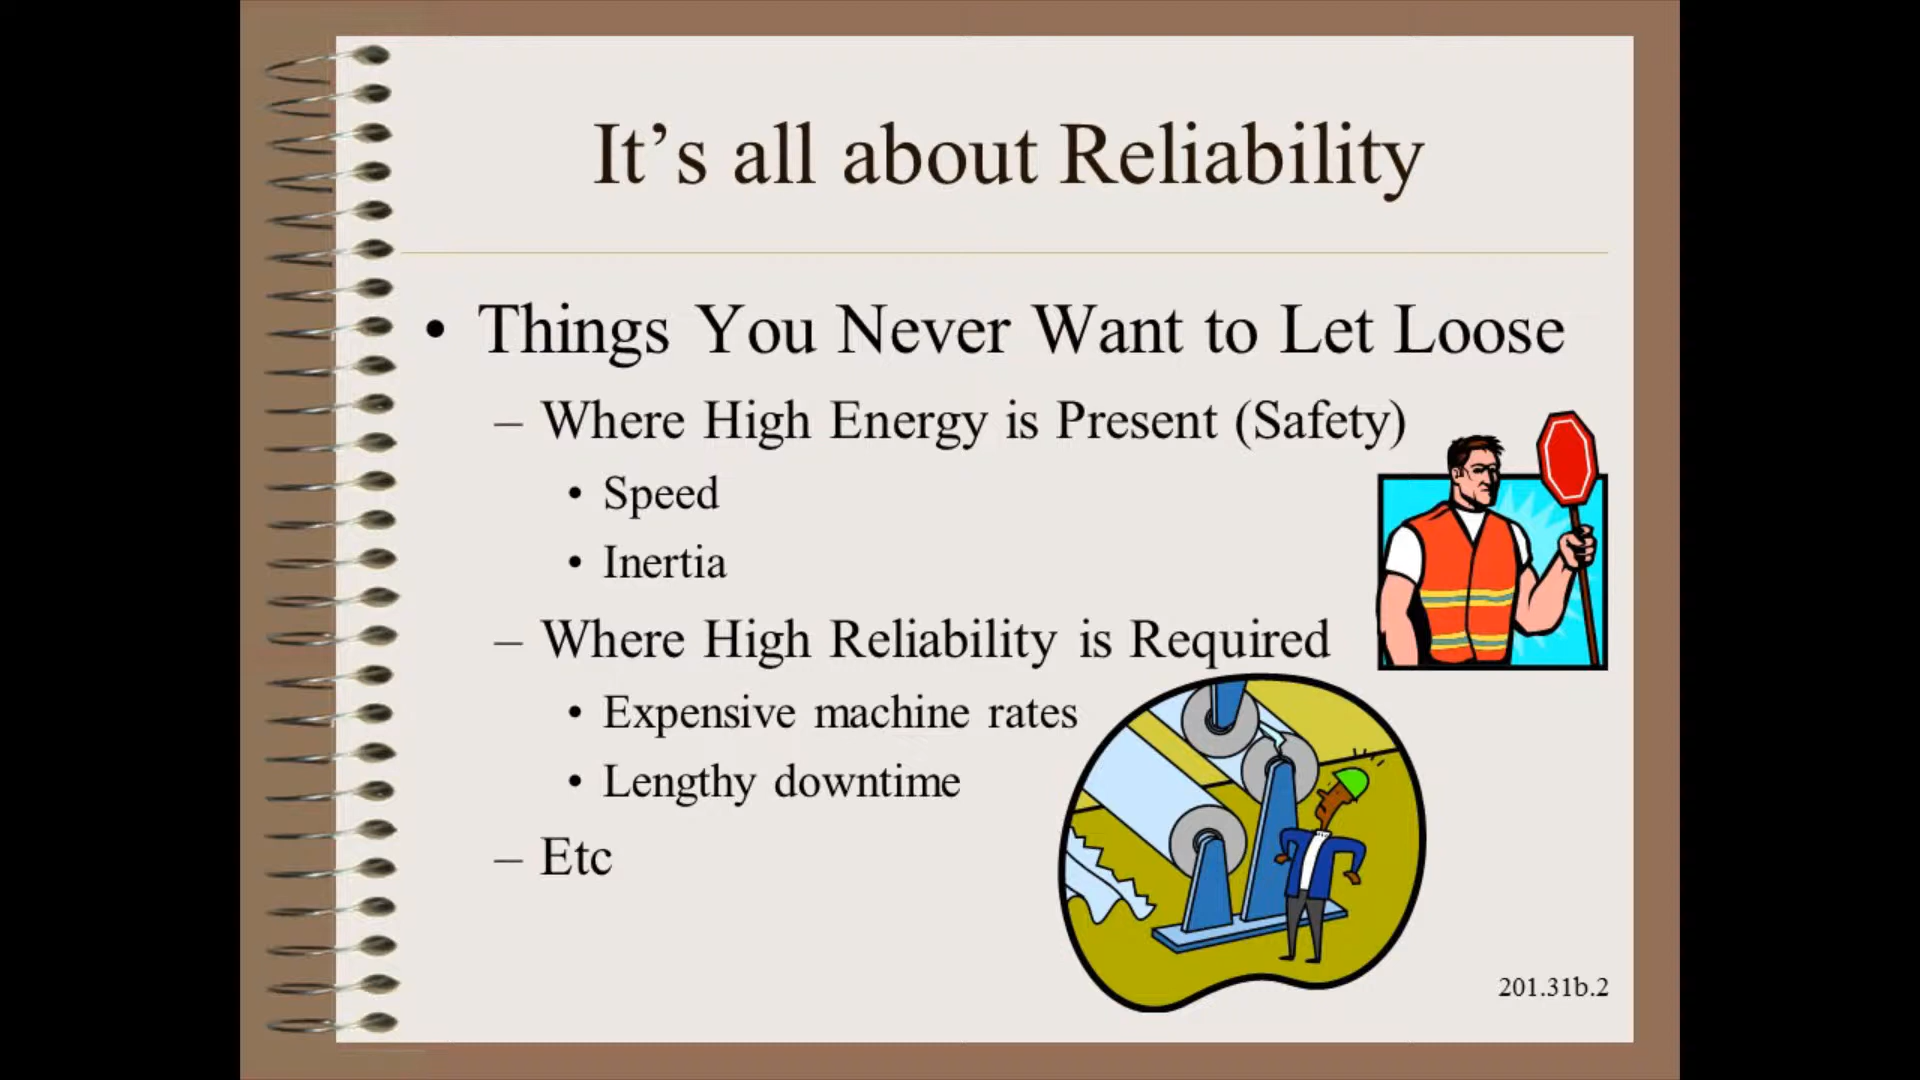 It’s all about Reliability
• Things You Never Want to Let Loose
– Where High Energy is Present (Safety)
• Speed
• Inertia
– Where High Reliability is Required
• Expensive machine rates
• Lengthy downtime
– Etc
201.31b.2